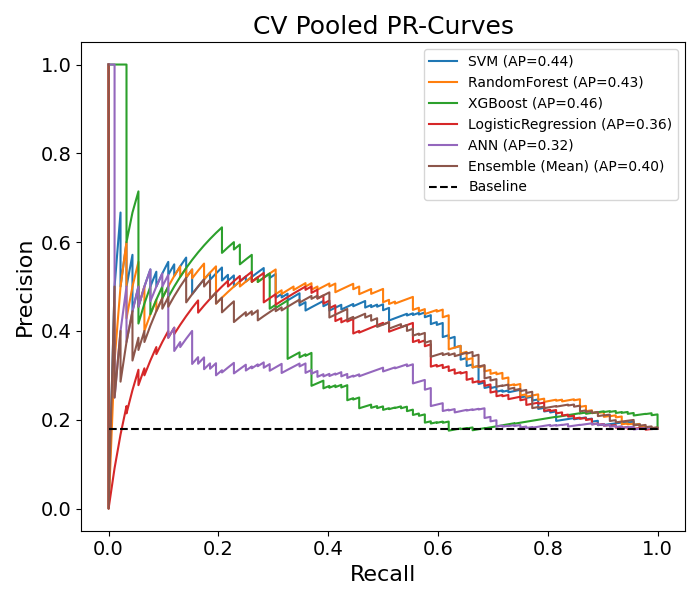 CV Pooled PR-Curves
SVM (AP=0.44)
RandomForest (AP=0.43)
XGBoost (AP=0.46)
LogisticRegression (AP=0.36)
ANN (AP=0.32)
Ensemble (Mean) (AP=0.40)
Baseline
Precision
1.0
0.8
0.6
0.4
0.2
0.0
0.0 0.2 0.4 0.6 0.8 1.0
Recall